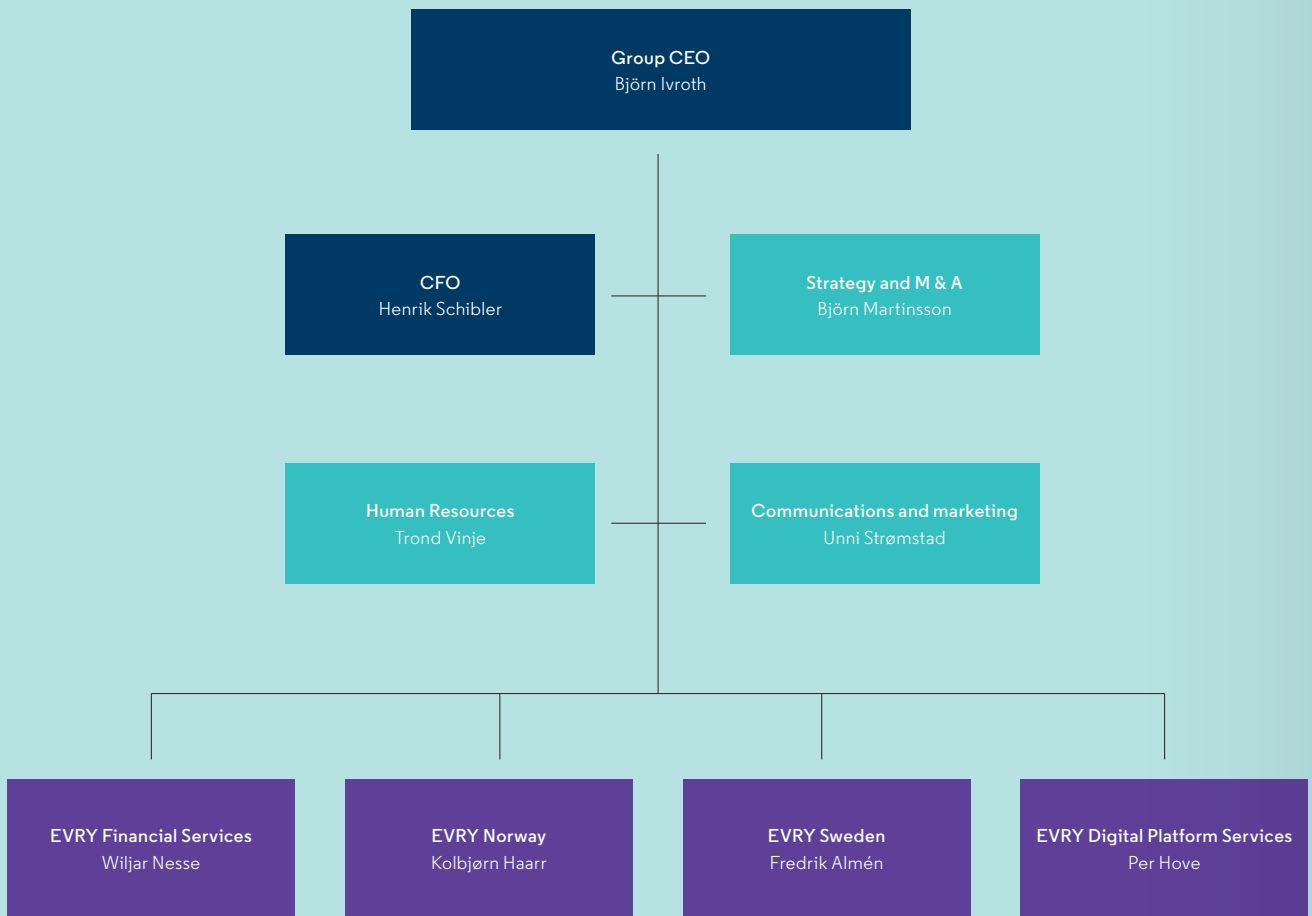 Group CEO
Björn Ivroth
CFO
Henrik Schibler
Strategy and M & A
Björn Martinsson
Human Resources
Trond Vinje
Communications and marketing
Unni Strømstad
EVRY Financial Services
Wiljar Nesse
EVRY Norway
Kolbjørn Haarr
EVRY Sweden
Fredrik Almén
EVRY Digital Platform Services
Per Hove